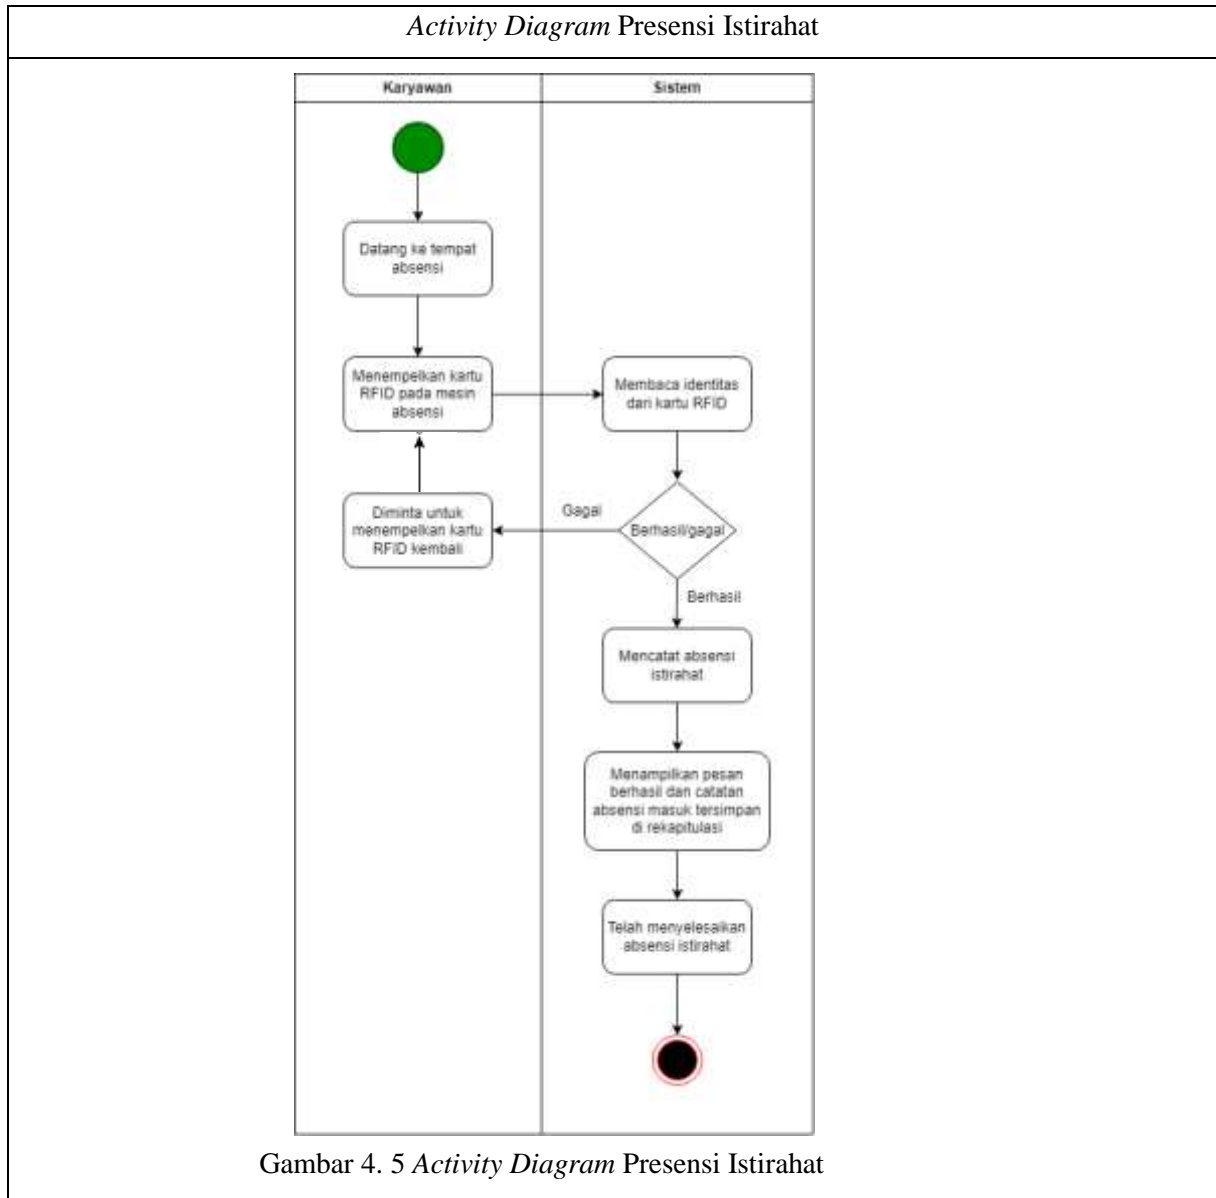 Activity Diagram Presensi Istirahat
Karyawan
Sistem
Datang ke tempat
absensi
Menempelkan kartu
RFID pada mesin
absensi
Membaca identitas
dari kartu RFID
Diminta untuk
menempelkan kartu
RFID kembali
Gagal
Berhasil/gagal
Berhasil
Mencatat absensi
istirahat
Menampilkan pesan
berhasil dan catatan
absensi masuk tersimpan
di rekapitulasi
Telah menyelesaikan
absensi istirahat
Gambar 4. 5 Activity Diagram Presensi Istirahat